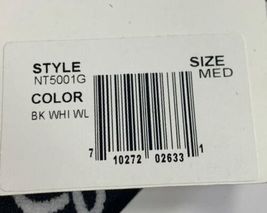 STYLE SIZE
NT5001G MED
COLOR
BK WHI WL
7 10272 02633 1